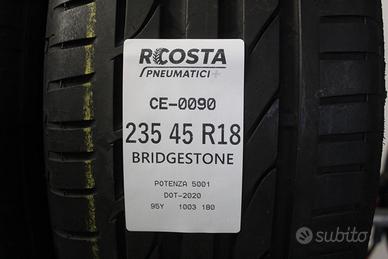 RCOSTA
PNEUMATICI+
CE-0090
235 45 R18
BRIDGESTONE
POTENZA S001
DOT-2020
95Y 1003 180
subito